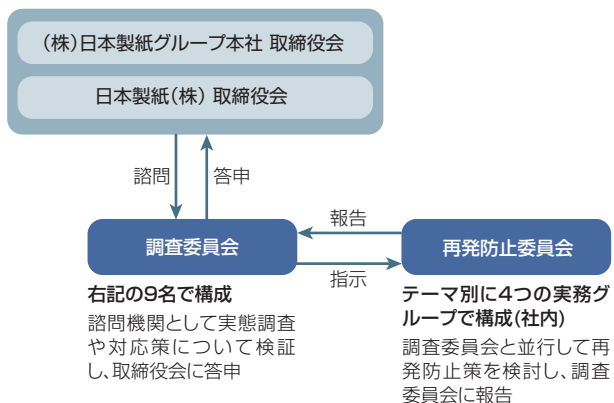 (株)日本製紙グループ本社 取締役会
日本製紙(株) 取締役会
諮問
答申
調査委員会
報告
指示
再発防止委員会
右記の9名で構成
諮問機関として実態調査
や対応策について検証
し、取締役会に答申
テーマ別に4つの実務グ
ループで構成(社内)
調査委員会と並行して再
発防止策を検討し、調査
委員会に報告